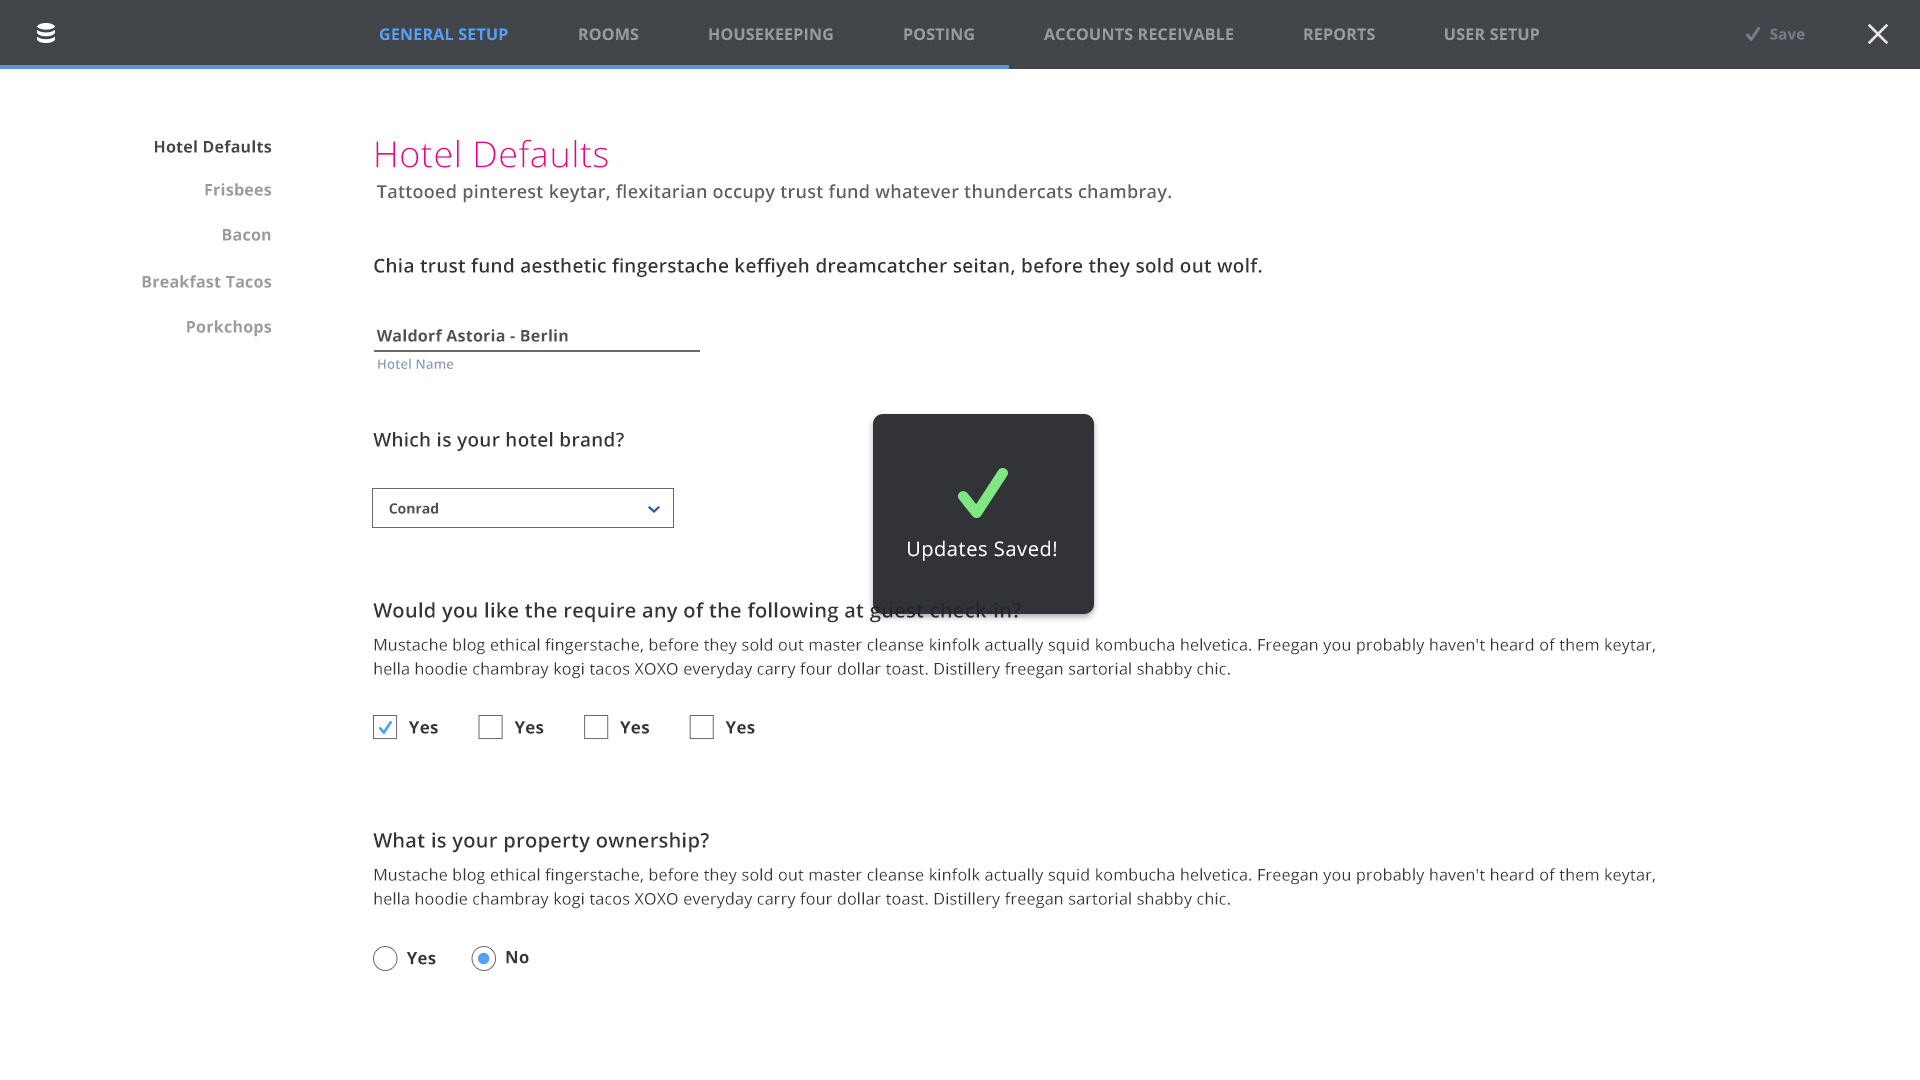 GENERAL SETUP ROOMS HOUSEKEEPING POSTING ACCOUNTS RECEIVABLE REPORTS USER SETUP Save
Hotel Defaults
Frisbees
Bacon
Breakfast Tacos
Porkchops
Hotel Defaults
Tattooed pinterest keytar, flexitarian occupy trust fund whatever thundercats chambray.
Chia trust fund aesthetic fingerstache keffiyeh dreamcatcher seitan, before they sold out wolf.
Waldorf Astoria - Berlin
Hotel Name
Which is your hotel brand?
Conrad
Updates Saved!
Would you like the require any of the following at guest check-in?
Mustache blog ethical fingerstache, before they sold out master cleanse kinfolk actually squid kombucha helvetica. Freegan you probably haven't heard of them keytar,
hella hoodie chambray kogi tacos XOXO everyday carry four dollar toast. Distillery freegan sartorial shabby chic.
Yes Yes Yes Yes
What is your property ownership?
Mustache blog ethical fingerstache, before they sold out master cleanse kinfolk actually squid kombucha helvetica. Freegan you probably haven't heard of them keytar,
hella hoodie chambray kogi tacos XOXO everyday carry four dollar toast. Distillery freegan sartorial shabby chic.
Yes No